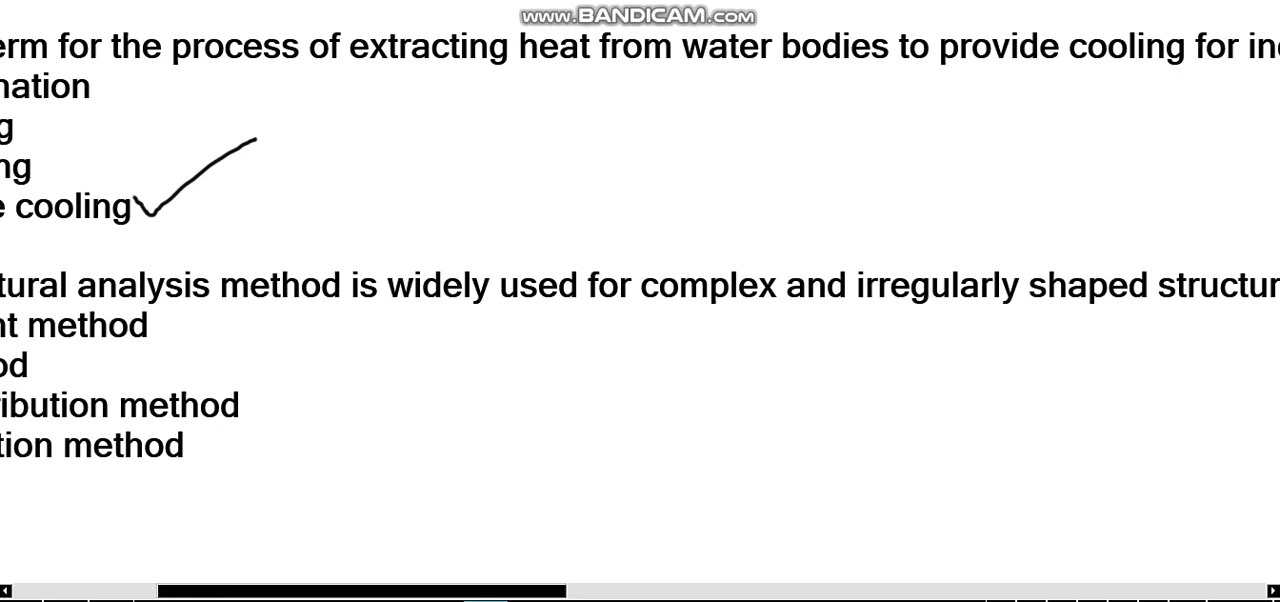 WWW.BANDICAM.COM
erm for the process of extracting heat from water bodies to provide cooling for in
nation
g
ng
e cooling
tural analysis method is widely used for complex and irregularly shaped structur
nt method
od
ribution method
tion method